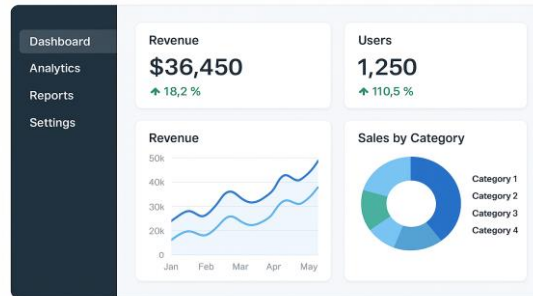 Dashboard
Analytics
Reports
Settings
Revenue
$36,450
18,2 %
Users
1,250
110,5 %
Revenue
50k
40k
30k
20k
0
Jan Feb Mar Apr May
Sales by Category
Category 1
Category 2
Category 3
Category 4